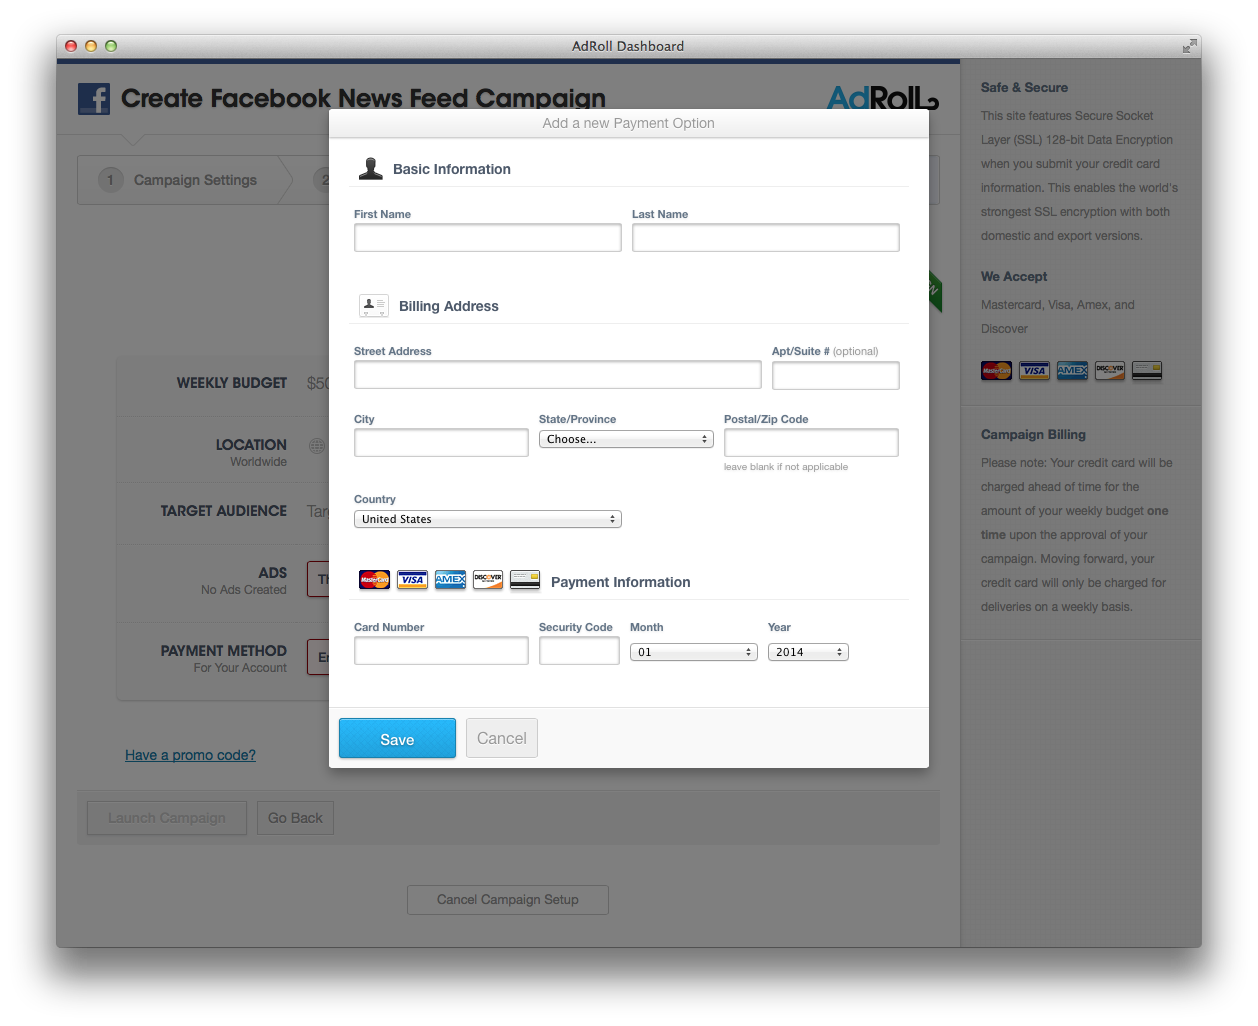 AdRoll Dashboard
Create Facebook News Feed Campaign
AdRoll
1 Campaign Settings
2
WEEKLY BUDGET
LOCATION
Worldwide
TARGET AUDIENCE
ADS
No Ads Created
PAYMENT METHOD
For Your Account
Have a promo code?
Launch Campaign
Go Back
Cancel Campaign Setup
Add a new Payment Option
Basic Information
First Name
Last Name
Billing Address
Street Address
Apt/Suite # (optional)
City
State/Province
Postal/Zip Code
Choose...
leave blank if not applicable
Country
United States
MasterCard VISA AMEX DISCOVER
Payment Information
Card Number
Security Code
Month
Year
01
2014
Save
Cancel
Safe & Secure
This site features Secure Socket
Layer (SSL) 128-bit Data Encryption
when you submit your credit card
information. This enables the world's
strongest SSL encryption with both
domestic and export versions.
We Accept
Mastercard, Visa, Amex, and
Discover
MasterCard VISA AMEX DISCOVER
Campaign Billing
Please note: Your credit card will be
charged ahead of time for the
amount of your weekly budget one
time upon the approval of your
campaign. Moving forward, your
credit card will only be charged for
deliveries on a weekly basis.